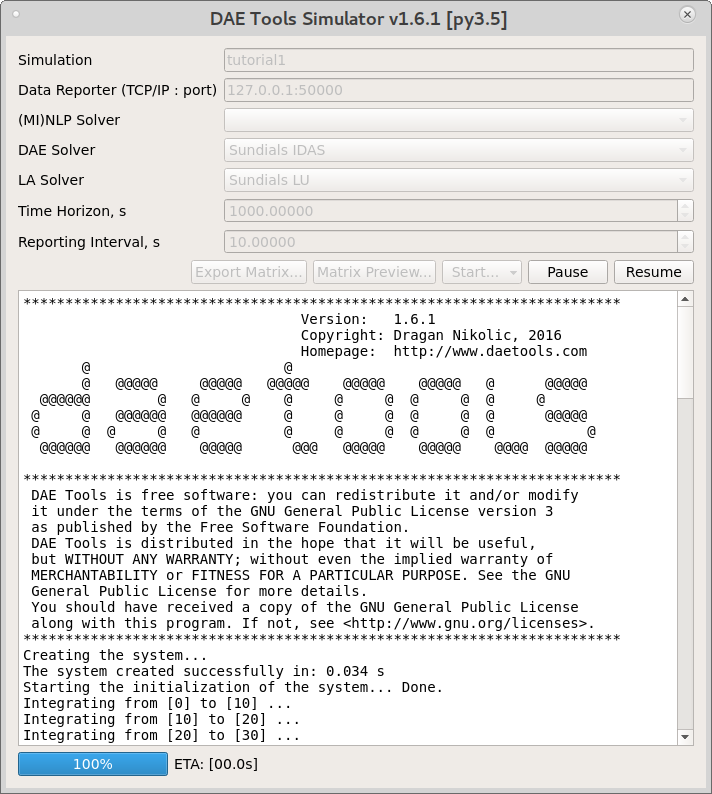 DAE Tools Simulator v1.6.1 [py3.5]
Simulation tutorial1
Data Reporter (TCP/IP : port) 127.0.0.1:50000
(MI)NLP Solver
DAE Solver Sundials IDAS
LA Solver Sundials LU
Time Horizon, s 1000.00000
Reporting Interval, s 10.00000
Export Matrix... Matrix Preview... Start... Pause Resume
***********************************************************************
                                 Version:   1.6.1
                                 Copyright: Dragan Nikolic, 2016
                                 Homepage:  http://www.daetools.com
       @                       @
       @   @@@@@     @@@@@   @@@@@    @@@@@    @@@@@   @      @@@@@
  @@@@@@        @   @     @    @     @     @  @     @  @     @
 @     @   @@@@@@   @@@@@@     @     @     @  @     @  @      @@@@@
 @     @  @     @   @          @     @     @  @     @  @           @
  @@@@@@   @@@@@@    @@@@@      @@@   @@@@@    @@@@@    @@@@  @@@@@
***********************************************************************
 DAE Tools is free software: you can redistribute it and/or modify
 it under the terms of the GNU General Public License version 3
 as published by the Free Software Foundation.
 DAE Tools is distributed in the hope that it will be useful,
 but WITHOUT ANY WARRANTY; without even the implied warranty of
 MERCHANTABILITY or FITNESS FOR A PARTICULAR PURPOSE. See the GNU
 General Public License for more details.
 You should have received a copy of the GNU General Public License
 along with this program. If not, see <http://www.gnu.org/licenses>.
***********************************************************************
Creating the system...
The system created successfully in: 0.034 s
Starting the initialization of the system... Done.
Integrating from [0] to [10] ...
Integrating from [10] to [20] ...
Integrating from [20] to [30] ...
100% ETA: [00.0s]